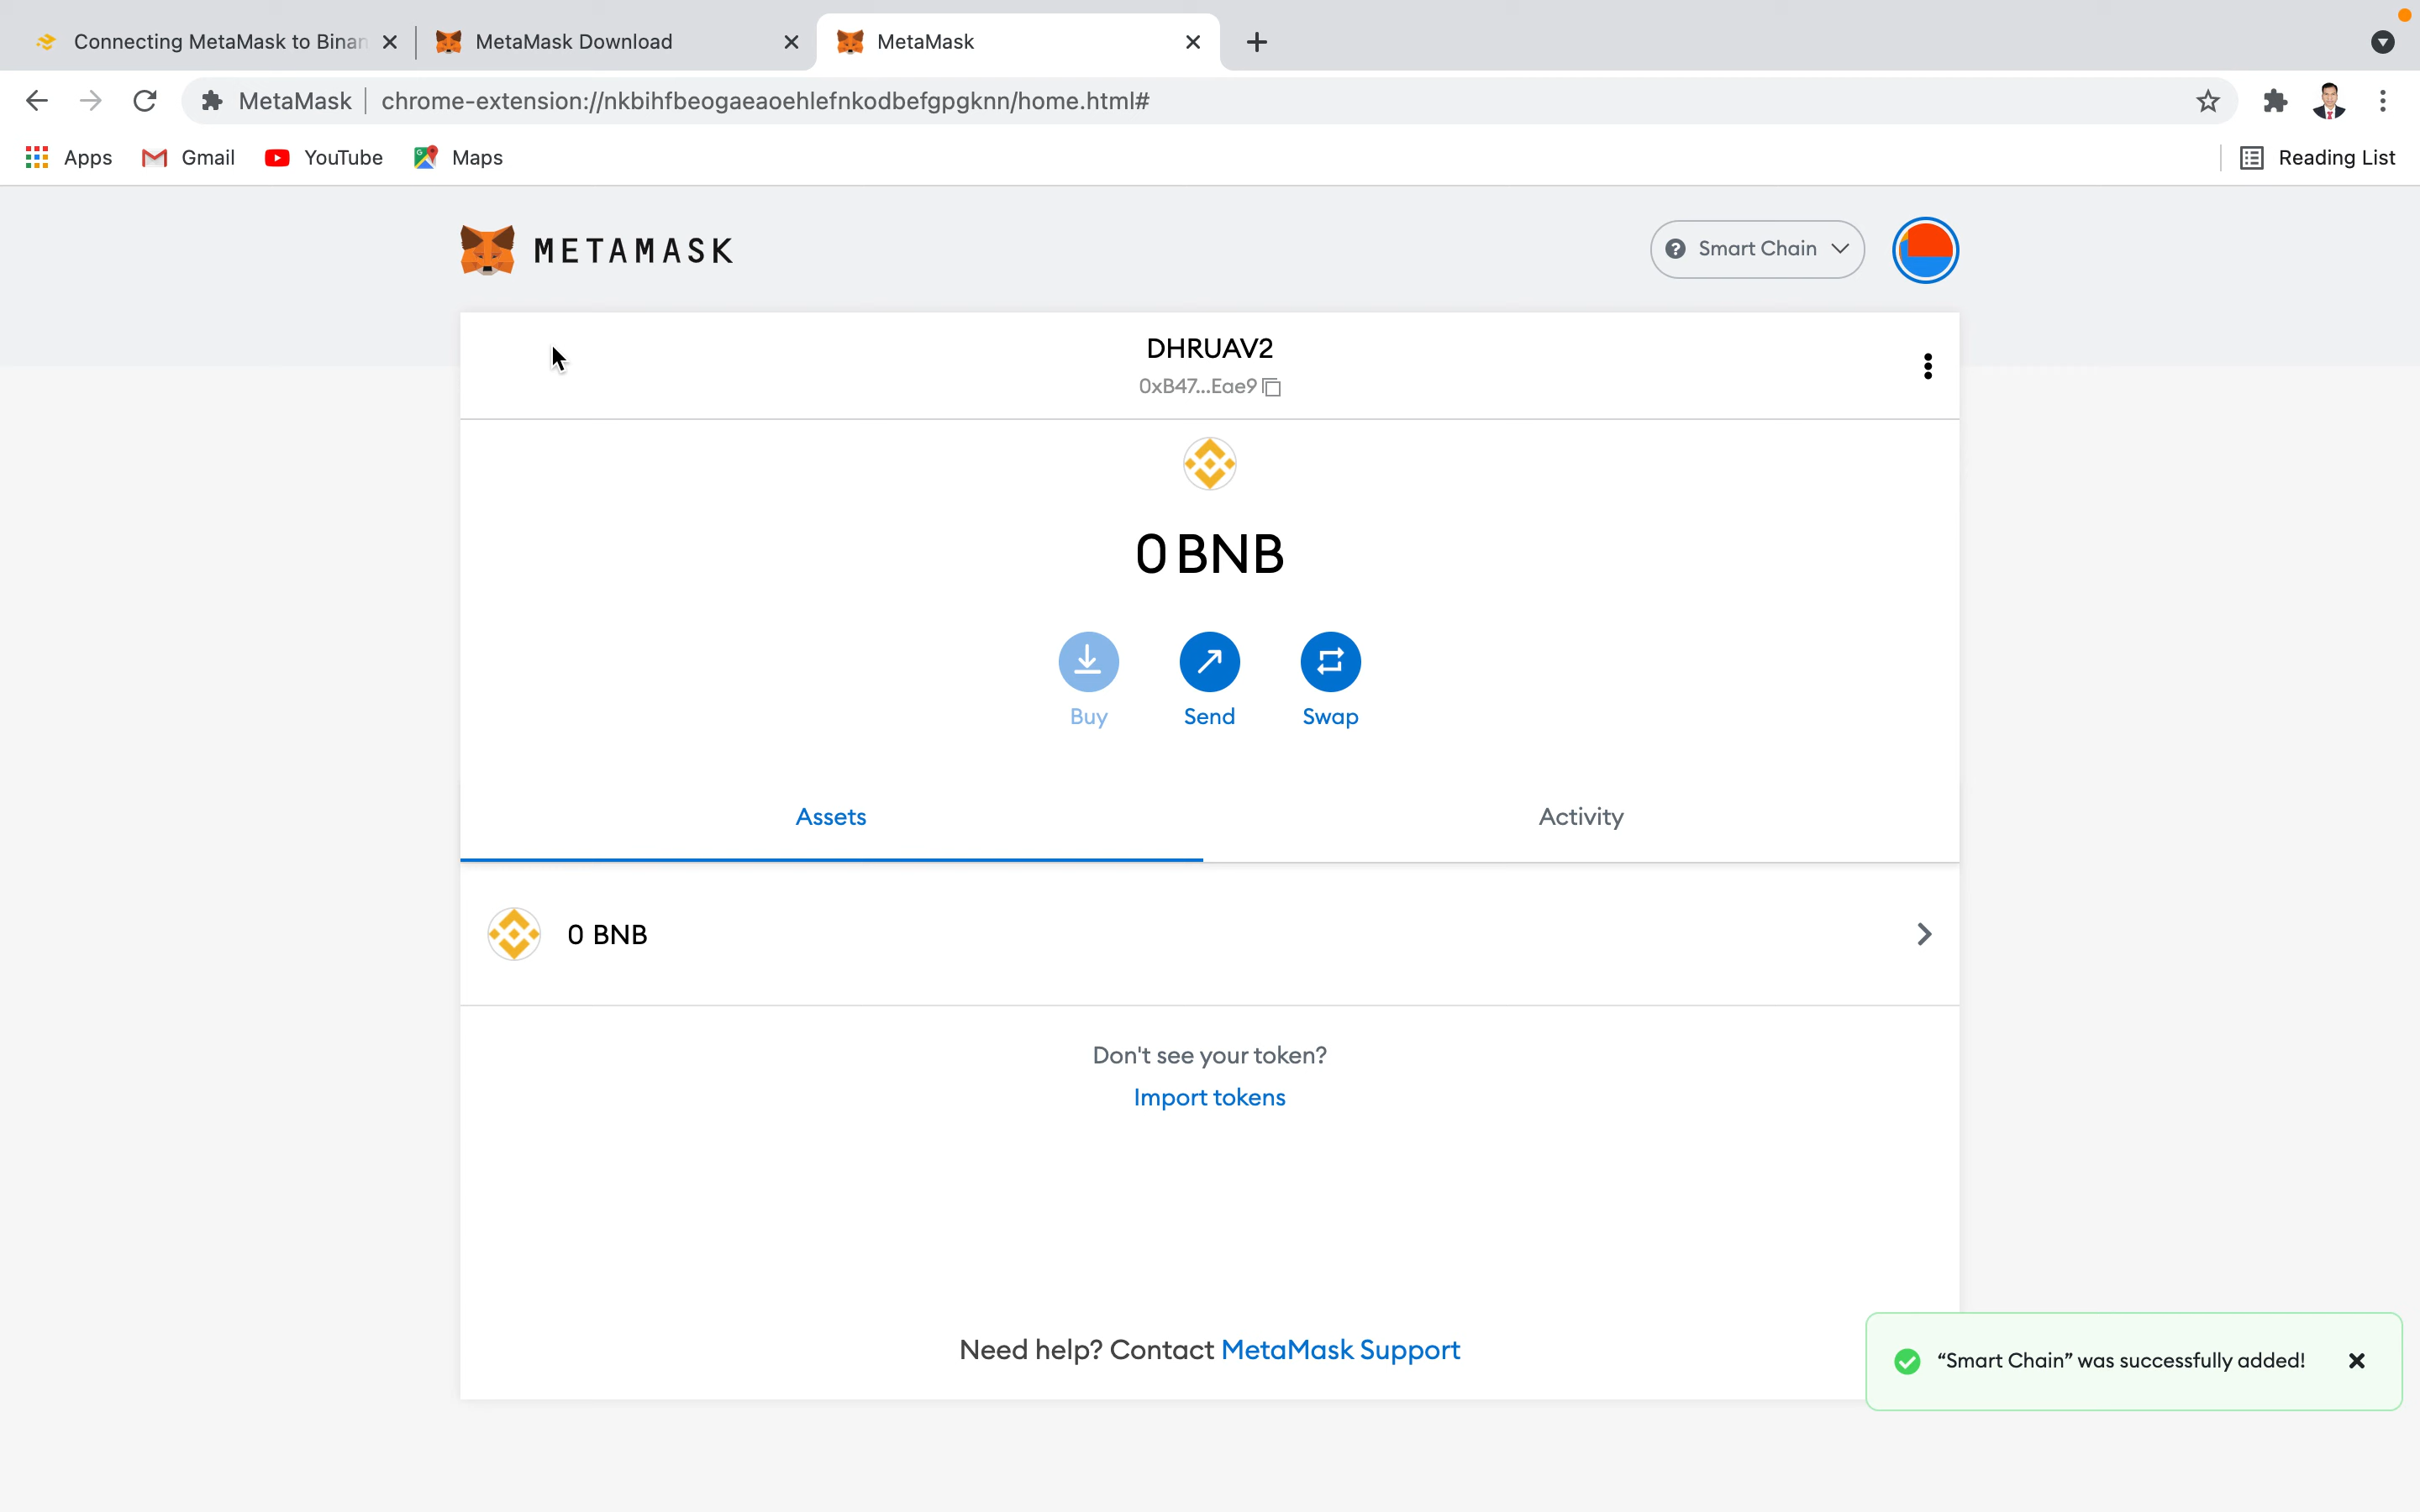 Connecting MetaMask to Binan
MetaMask Download
MetaMask
MetaMask
chrome-extension://nkbihfbeogaeaoehlefnkodbefgpgknn/home.html#
Apps
Gmail
YouTube
Maps
Reading List
METAMASK
Smart Chain
DHRUAV2
0xB47...Eae9
0 BNB
Buy
Send
Swap
Assets
Activity
0 BNB
Don't see your token?
Import tokens
Need help? Contact MetaMask Support
“Smart Chain” was successfully added!